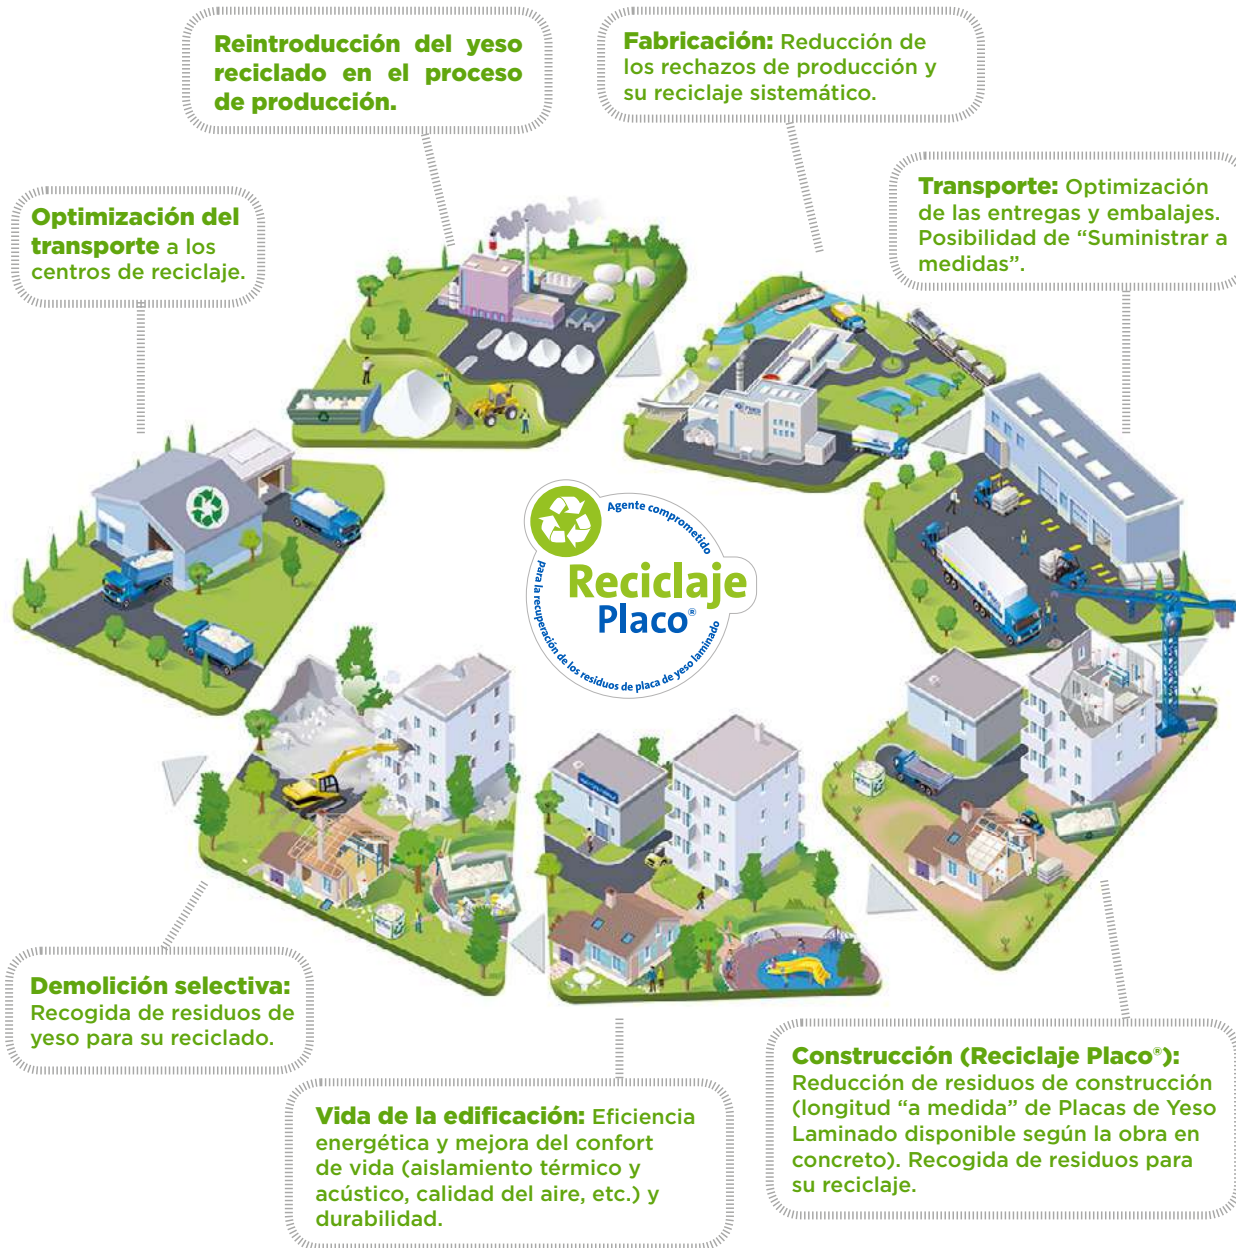 Reintroducción del yeso
reciclado en el proceso
de producción.
Fabricación: Reducción de
los rechazos de producción y
su reciclaje sistemático.
Transporte: Optimización
de las entregas y embalajes.
Posibilidad de “Suministrar a
medidas”.
Optimización del
transporte a los
centros de reciclaje.
Agente comprometido
Reciclaje
Placo®
para la recuperación de los residuos de placa de yeso laminado
Demolición selectiva:
Recogida de residuos de
yeso para su reciclado.
Vida de la edificación: Eficiencia
energética y mejora del confort
de vida (aislamiento térmico y
acústico, calidad del aire, etc.) y
durabilidad.
Construcción (Reciclaje Placo®):
Reducción de residuos de construcción
(longitud “a medida” de Placas de Yeso
Laminado disponible según la obra en
concreto). Recogida de residuos para
su reciclaje.